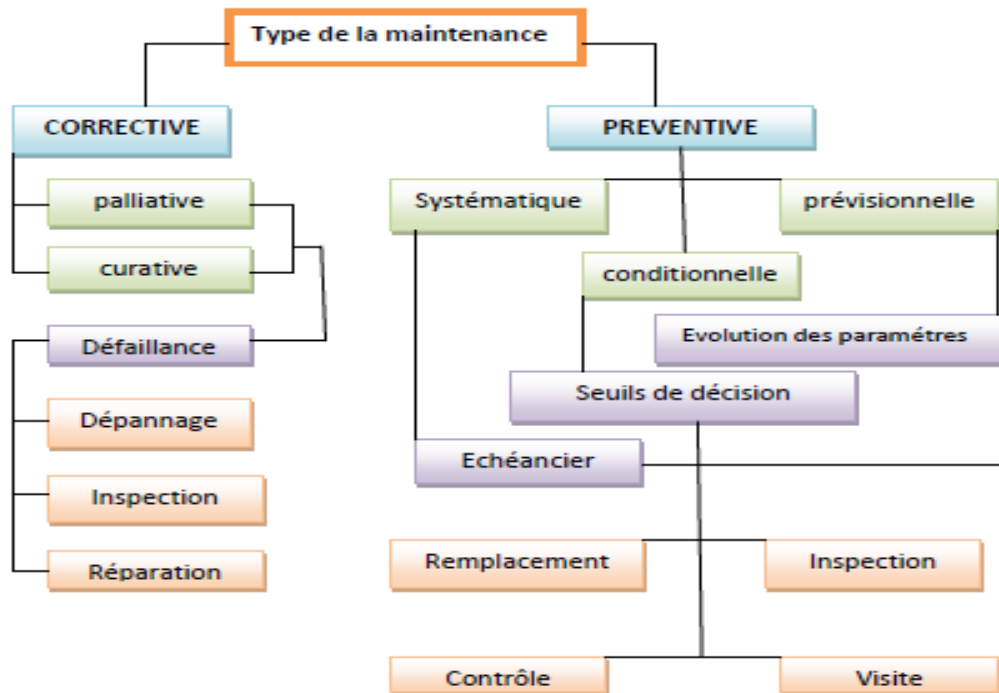 Type de la maintenance
CORRECTIVE
PREVENTIVE
palliative
Systématique
prévisionnelle
curative
conditionnelle
Défaillance
Evolution des paramétres
Seuils de décision
Dépannage
Echéancier
Inspection
Réparation
Remplacement
Inspection
Contrôle
Visite